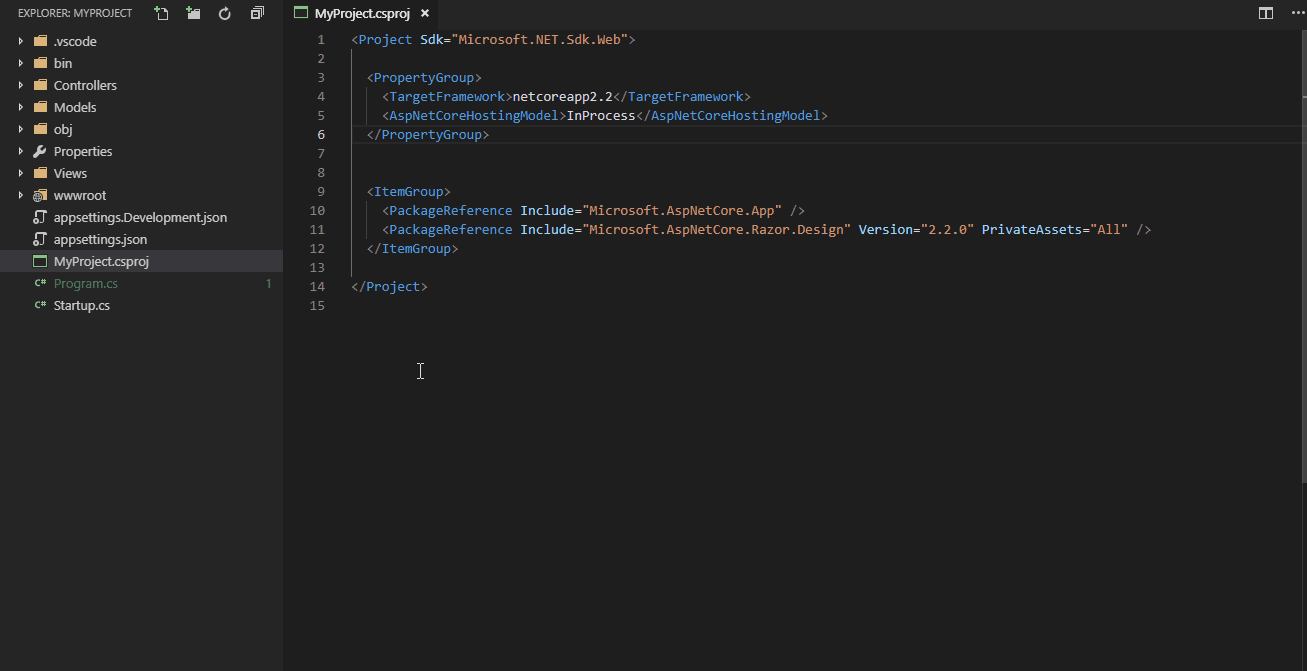 EXPLORER: MYPROJECT
.vscode
bin
Controllers
Models
obj
Properties
Views
wwwroot
appsettings.Development.json
appsettings.json
MyProject.csproj
C# Program.cs 1
C# Startup.cs
MyProject.csproj ×
1 <Project Sdk="Microsoft.NET.Sdk.Web">
2
3 <PropertyGroup>
4 <TargetFramework>netcoreapp2.2</TargetFramework>
5 <AspNetCoreHostingModel>InProcess</AspNetCoreHostingModel>
6 </PropertyGroup>
7
8
9 <ItemGroup>
10 <PackageReference Include="Microsoft.AspNetCore.App" />
11 <PackageReference Include="Microsoft.AspNetCore.Razor.Design" Version="2.2.0" PrivateAssets="All" />
12 </ItemGroup>
13
14 </Project>
15